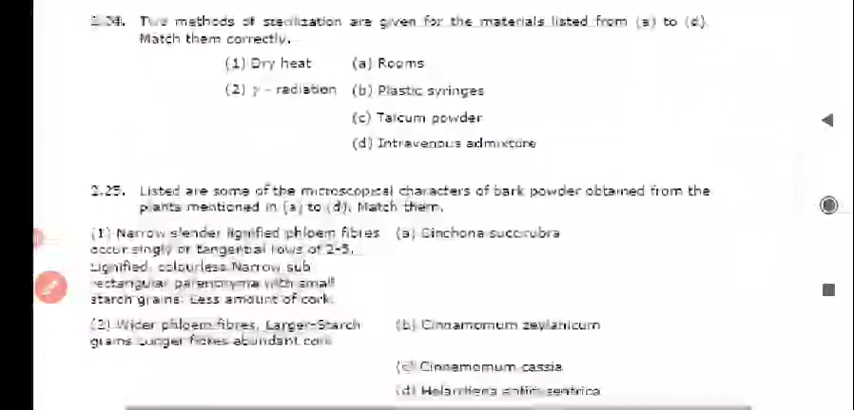 2.24. Two methods of sterilization are given for the materials listed from (a) to (d).
Match them correctly.
(1) Dry heat (a) Rooms
(2) γ - radiation (b) Plastic syringes
(c) Talcum powder
(d) Intravenous admixture
2.25. Listed are some of the microscopical characters of bark powder obtained from the
plants mentioned in (a) to (d). Match them.
(1) Narrow slender lignified phloem fibres (a) Cinchona succirubra
occur singly or tangential rows of 2-5.
Lignified, colourless Narrow sub
rectangular parenchyma with small
starch grains. Less amount of cork.
(2) Wider phloem fibres, Larger-Starch (b) Cinnamomum zeylanicum
grains abundant cork
(c) Cinnamomum cassia
(d)